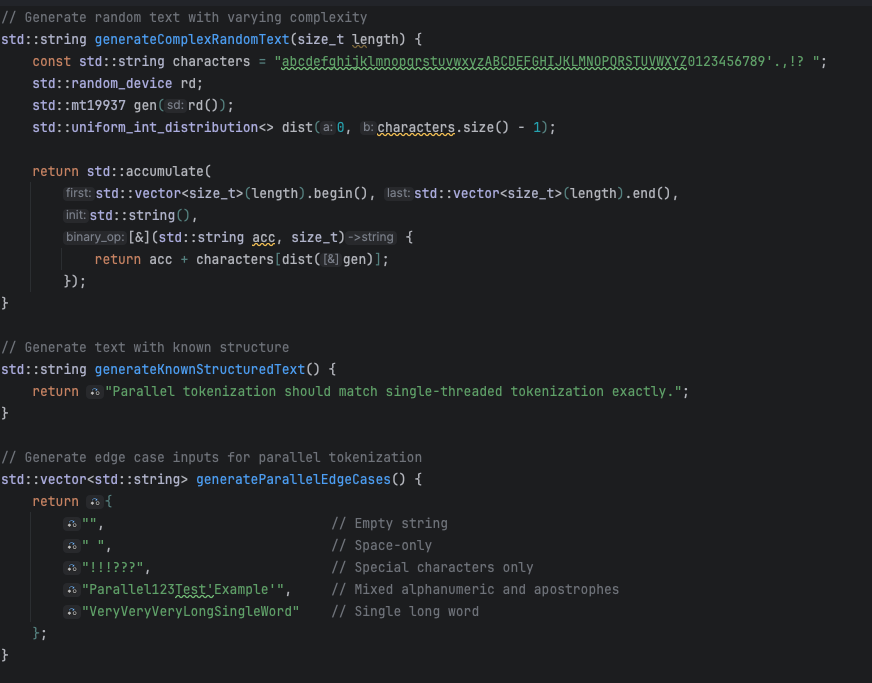 // Generate random text with varying complexity
std::string generateComplexRandomText(size_t length) {
    const std::string characters = "abcdefghijklmnopqrstuvwxyzABCDEFGHIJKLMNOPQRSTUVWXYZ0123456789'.,!? ";
    std::random_device rd;
    std::mt19937 gen( sd: rd());
    std::uniform_int_distribution<> dist( a: 0, b: characters.size() - 1);

    return std::accumulate(
        first: std::vector<size_t>(length).begin(), last: std::vector<size_t>(length).end(),
        init: std::string(),
        binary_op: [&](std::string acc, size_t) ->string {
            return acc + characters[dist( [&] gen)];
        });
}

// Generate text with known structure
std::string generateKnownStructuredText() {
    return "Parallel tokenization should match single-threaded tokenization exactly.";
}

// Generate edge case inputs for parallel tokenization
std::vector<std::string> generateParallelEdgeCases() {
    return {
        "",                             // Empty string
        " ",                            // Space-only
        "!!!???",                       // Special characters only
        "Parallel123Test'Example'",     // Mixed alphanumeric and apostrophes
        "VeryVeryVeryLongSingleWord"    // Single long word
    };
}